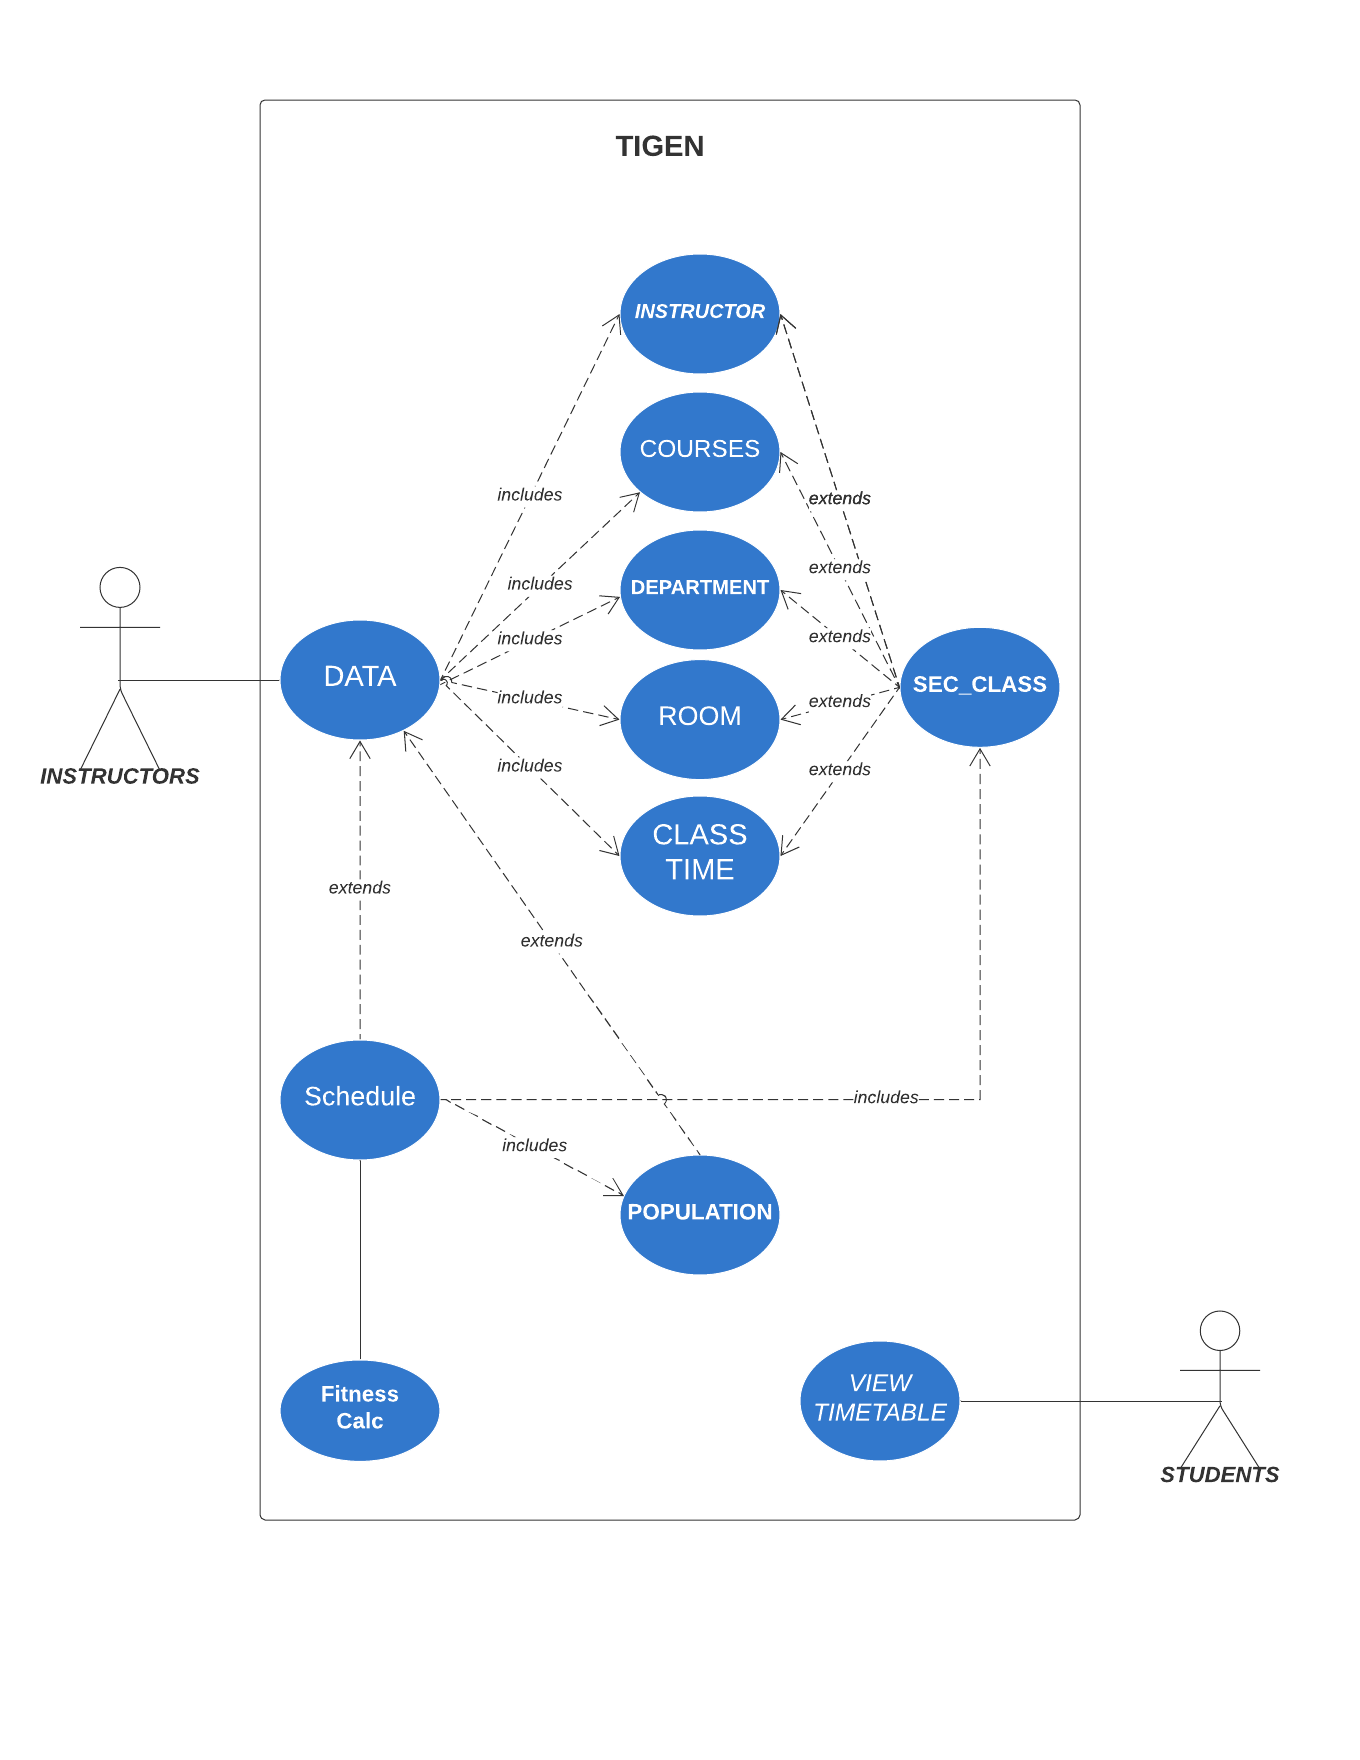 TIGEN
INSTRUCTOR
COURSES
includes
extends
extends
includes
DEPARTMENT
includes
extends
DATA
SEC_CLASS
includes
ROOM
extends
includes
extends
INSTRUCTORS
CLASS
TIME
extends
extends
Schedule
includes
includes
POPULATION
Fitness
Calc
VIEW
TIMETABLE
STUDENTS